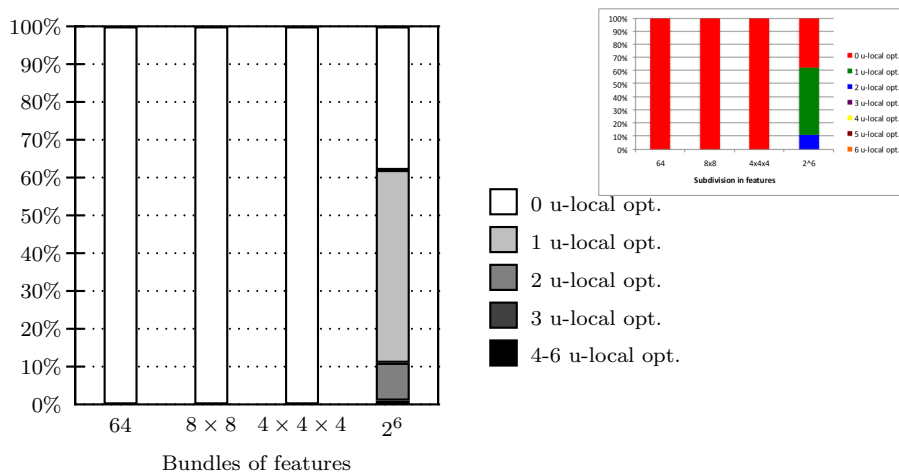 100%
90%
80%
70%
60%
50%
40%
30%
20%
10%
0%
64
8 × 8
4 × 4 × 4
2⁶
Bundles of features
0 u-local opt.
1 u-local opt.
2 u-local opt.
3 u-local opt.
4-6 u-local opt.
100%
90%
80%
70%
60%
50%
40%
30%
20%
10%
0%
64
8x8
4x4x4
2^6
Subdivision in features
0 u-local opt.
1 u-local opt.
2 u-local opt.
3 u-local opt.
4 u-local opt.
5 u-local opt.
6 u-local opt.